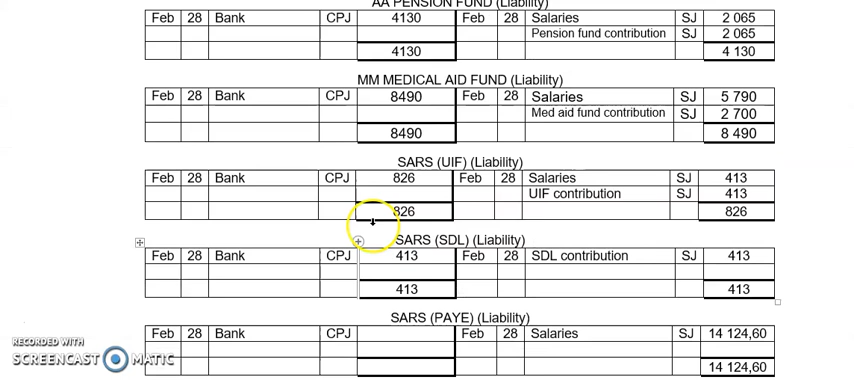 AA PENSION FUND (Liability)
Feb 28 Bank CPJ 4130 Feb 28 Salaries SJ 2 065
Pension fund contribution SJ 2 065
4130 4 130
MM MEDICAL AID FUND (Liability)
Feb 28 Bank CPJ 8490 Feb 28 Salaries SJ 5 790
Med aid fund contribution SJ 2 700
8490 8 490
SARS (UIF) (Liability)
Feb 28 Bank CPJ 826 Feb 28 Salaries SJ 413
UIF contribution SJ 413
826 826
SARS (SDL) (Liability)
Feb 28 Bank CPJ 413 Feb 28 SDL contribution SJ 413
413 413
SARS (PAYE) (Liability)
Feb 28 Bank CPJ Feb 28 Salaries SJ 14 124,60
14 124,60
RECORDED WITH
SCREENCAST MATIC